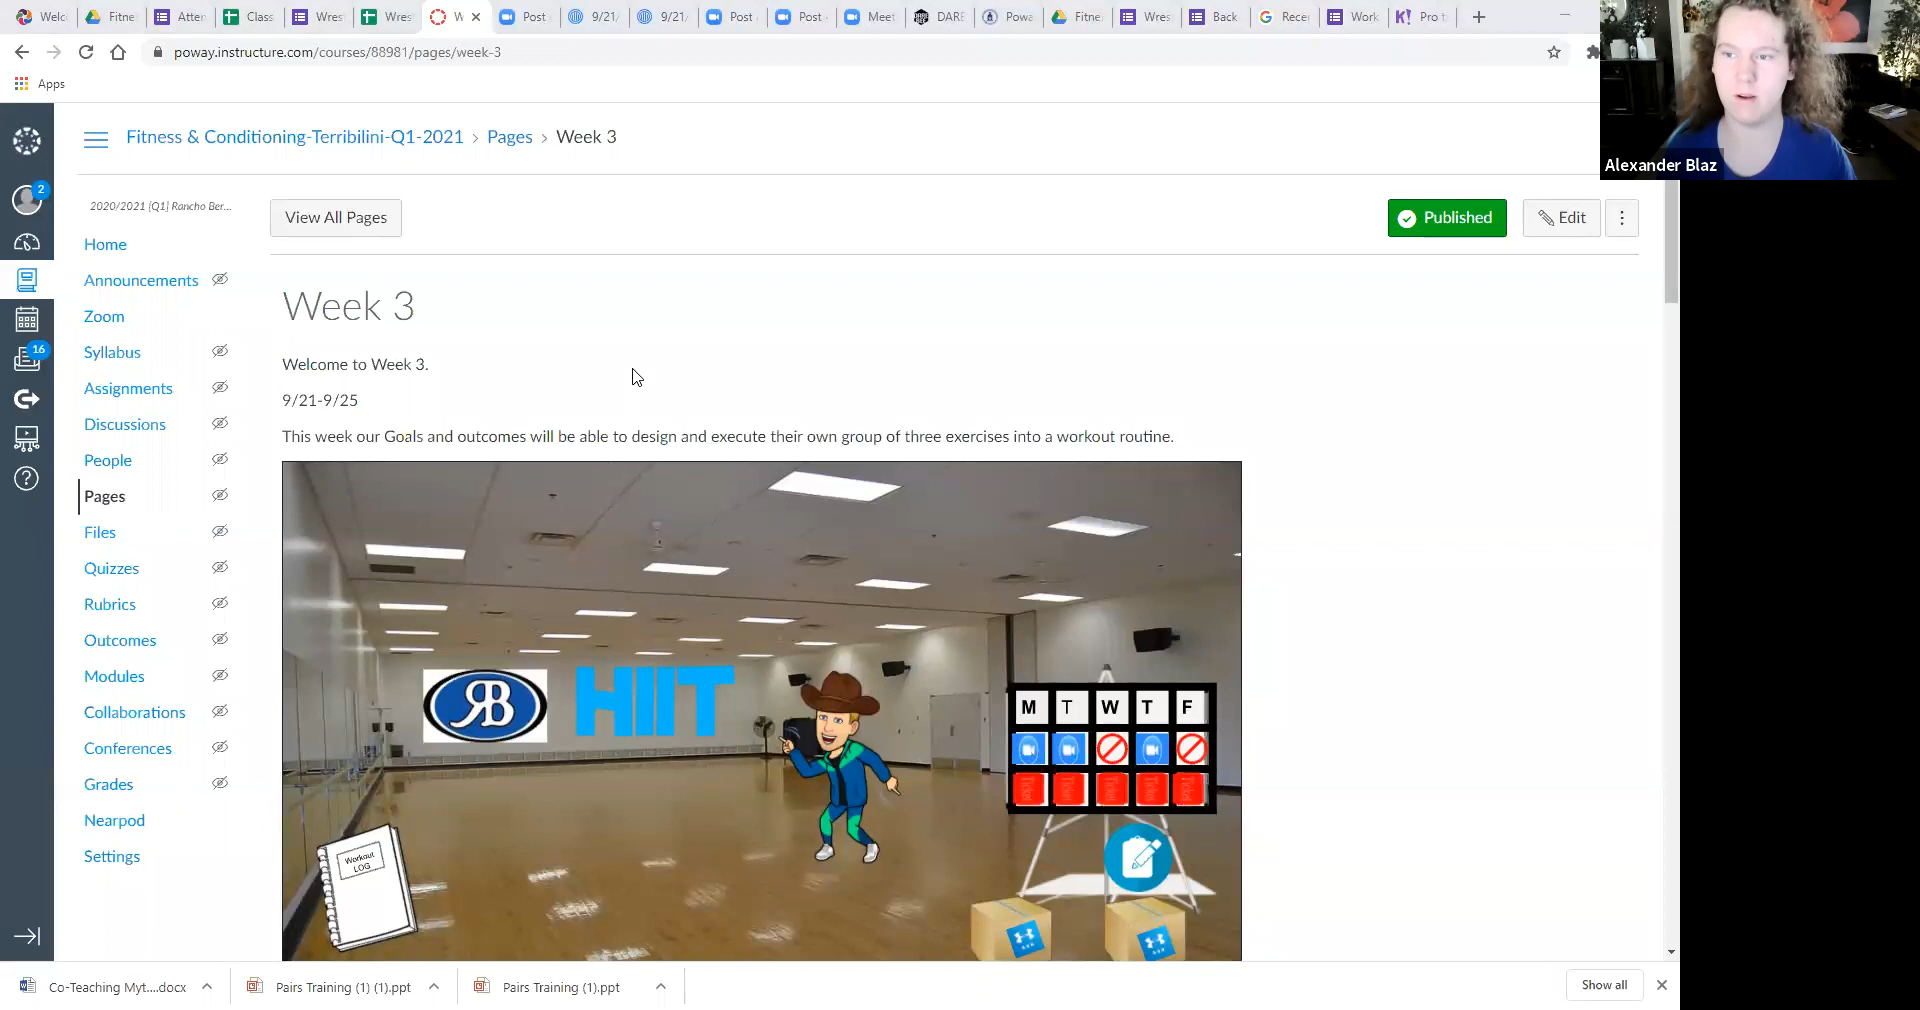 Welc
Fitne
Atten
Class
Wres
Wres
W
Post
9/21/
9/21/
Post
Post
Meet
DARE
Powa
Fitne
Wres
Back
Rece
Work
Pro t
poway.instructure.com/courses/88981/pages/week-3
Apps
Fitness & Conditioning-Terribilini-Q1-2021 > Pages > Week 3
Alexander Blaz
2
16
2020/2021 [Q1] Rancho Ber...
Home
Announcements
Zoom
Syllabus
Assignments
Discussions
People
Pages
Files
Quizzes
Rubrics
Outcomes
Modules
Collaborations
Conferences
Grades
Nearpod
Settings
View All Pages
Published
Edit
Week 3
Welcome to Week 3.
9/21-9/25
This week our Goals and outcomes will be able to design and execute their own group of three exercises into a workout routine.
RB
HIIT
M T W T F
Ticket Ticket Ticket Ticket Ticket
Workout
LOG
Co-Teaching Myt....docx
Pairs Training (1) (1).ppt
Pairs Training (1).ppt
Show all